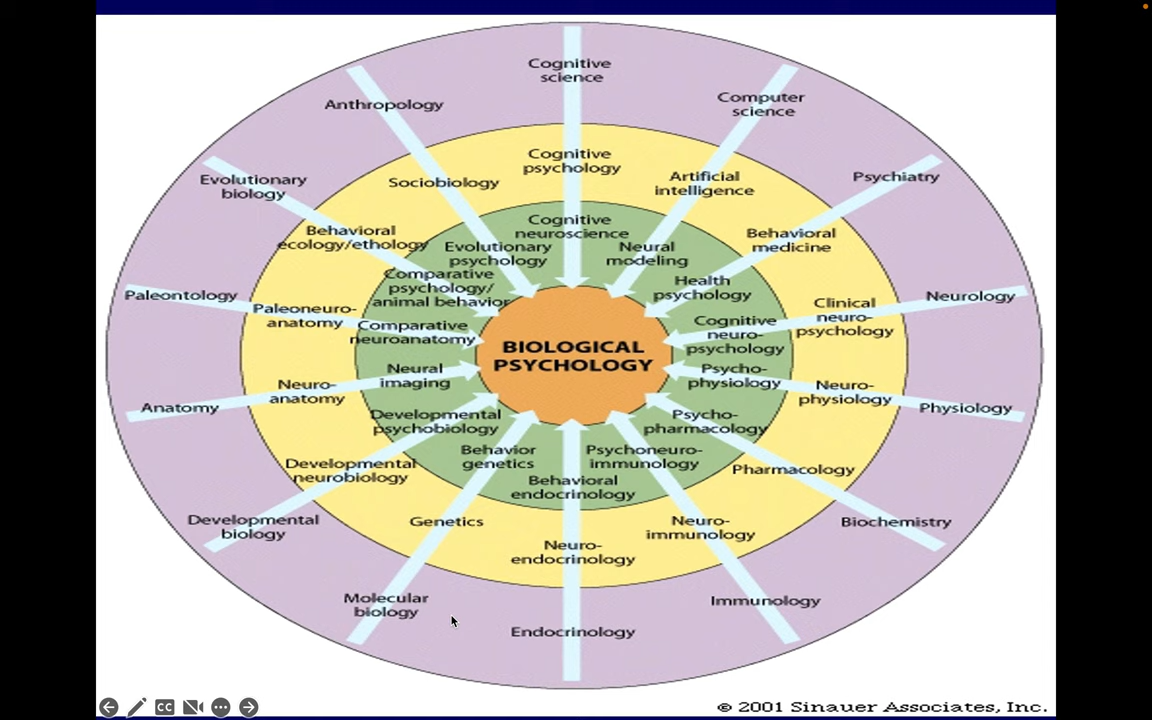 Cognitive
science
Anthropology
Computer
science
Cognitive
psychology
Evolutionary
biology
Sociobiology
Artificial
intelligence
Psychiatry
Behavioral
ecology/ethology
Cognitive
neuroscience
Behavioral
medicine
Evolutionary
psychology
Neural
modeling
Comparative
psychology/
animal behavior
Health
psychology
Paleontology
Paleoneuro-
anatomy
Comparative
neuroanatomy
Cognitive
neuro-
psychology
Clinical
neuro-
psychology
Neurology
BIOLOGICAL
PSYCHOLOGY
Anatomy
Neuro-
anatomy
Neural
imaging
Psycho-
physiology
Neuro-
physiology
Physiology
Developmental
psychobiology
Psycho-
pharmacology
Behavior
genetics
Psychoneuro-
immunology
Developmental
neurobiology
Pharmacology
Behavioral
endocrinology
Developmental
biology
Genetics
Neuro-
immunology
Biochemistry
Neuro-
endocrinology
Molecular
biology
Immunology
Endocrinology
CC
© 2001 Sinauer Associates, Inc.